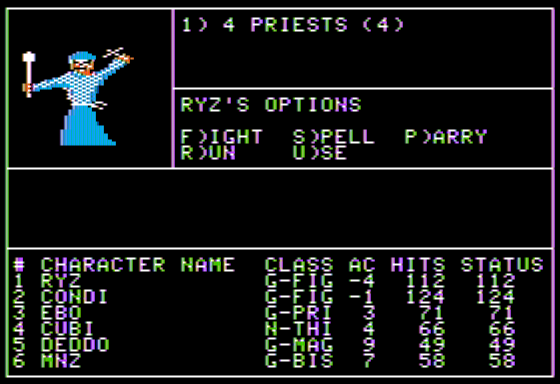 1) 4 PRIESTS (4)
RYZ'S OPTIONS
F)IGHT S)PELL P)ARRY
R)UN U)SE
# CHARACTER NAME CLASS AC HITS STATUS
1 RYZ G-FIG -4 112 112
2 CONDI G-FIG -1 124 124
3 EBO G-PRI 3 71 71
4 CUBI N-THI 4 66 66
5 DEDDO G-MAG 9 49 49
6 MNZ G-BIS 7 58 58